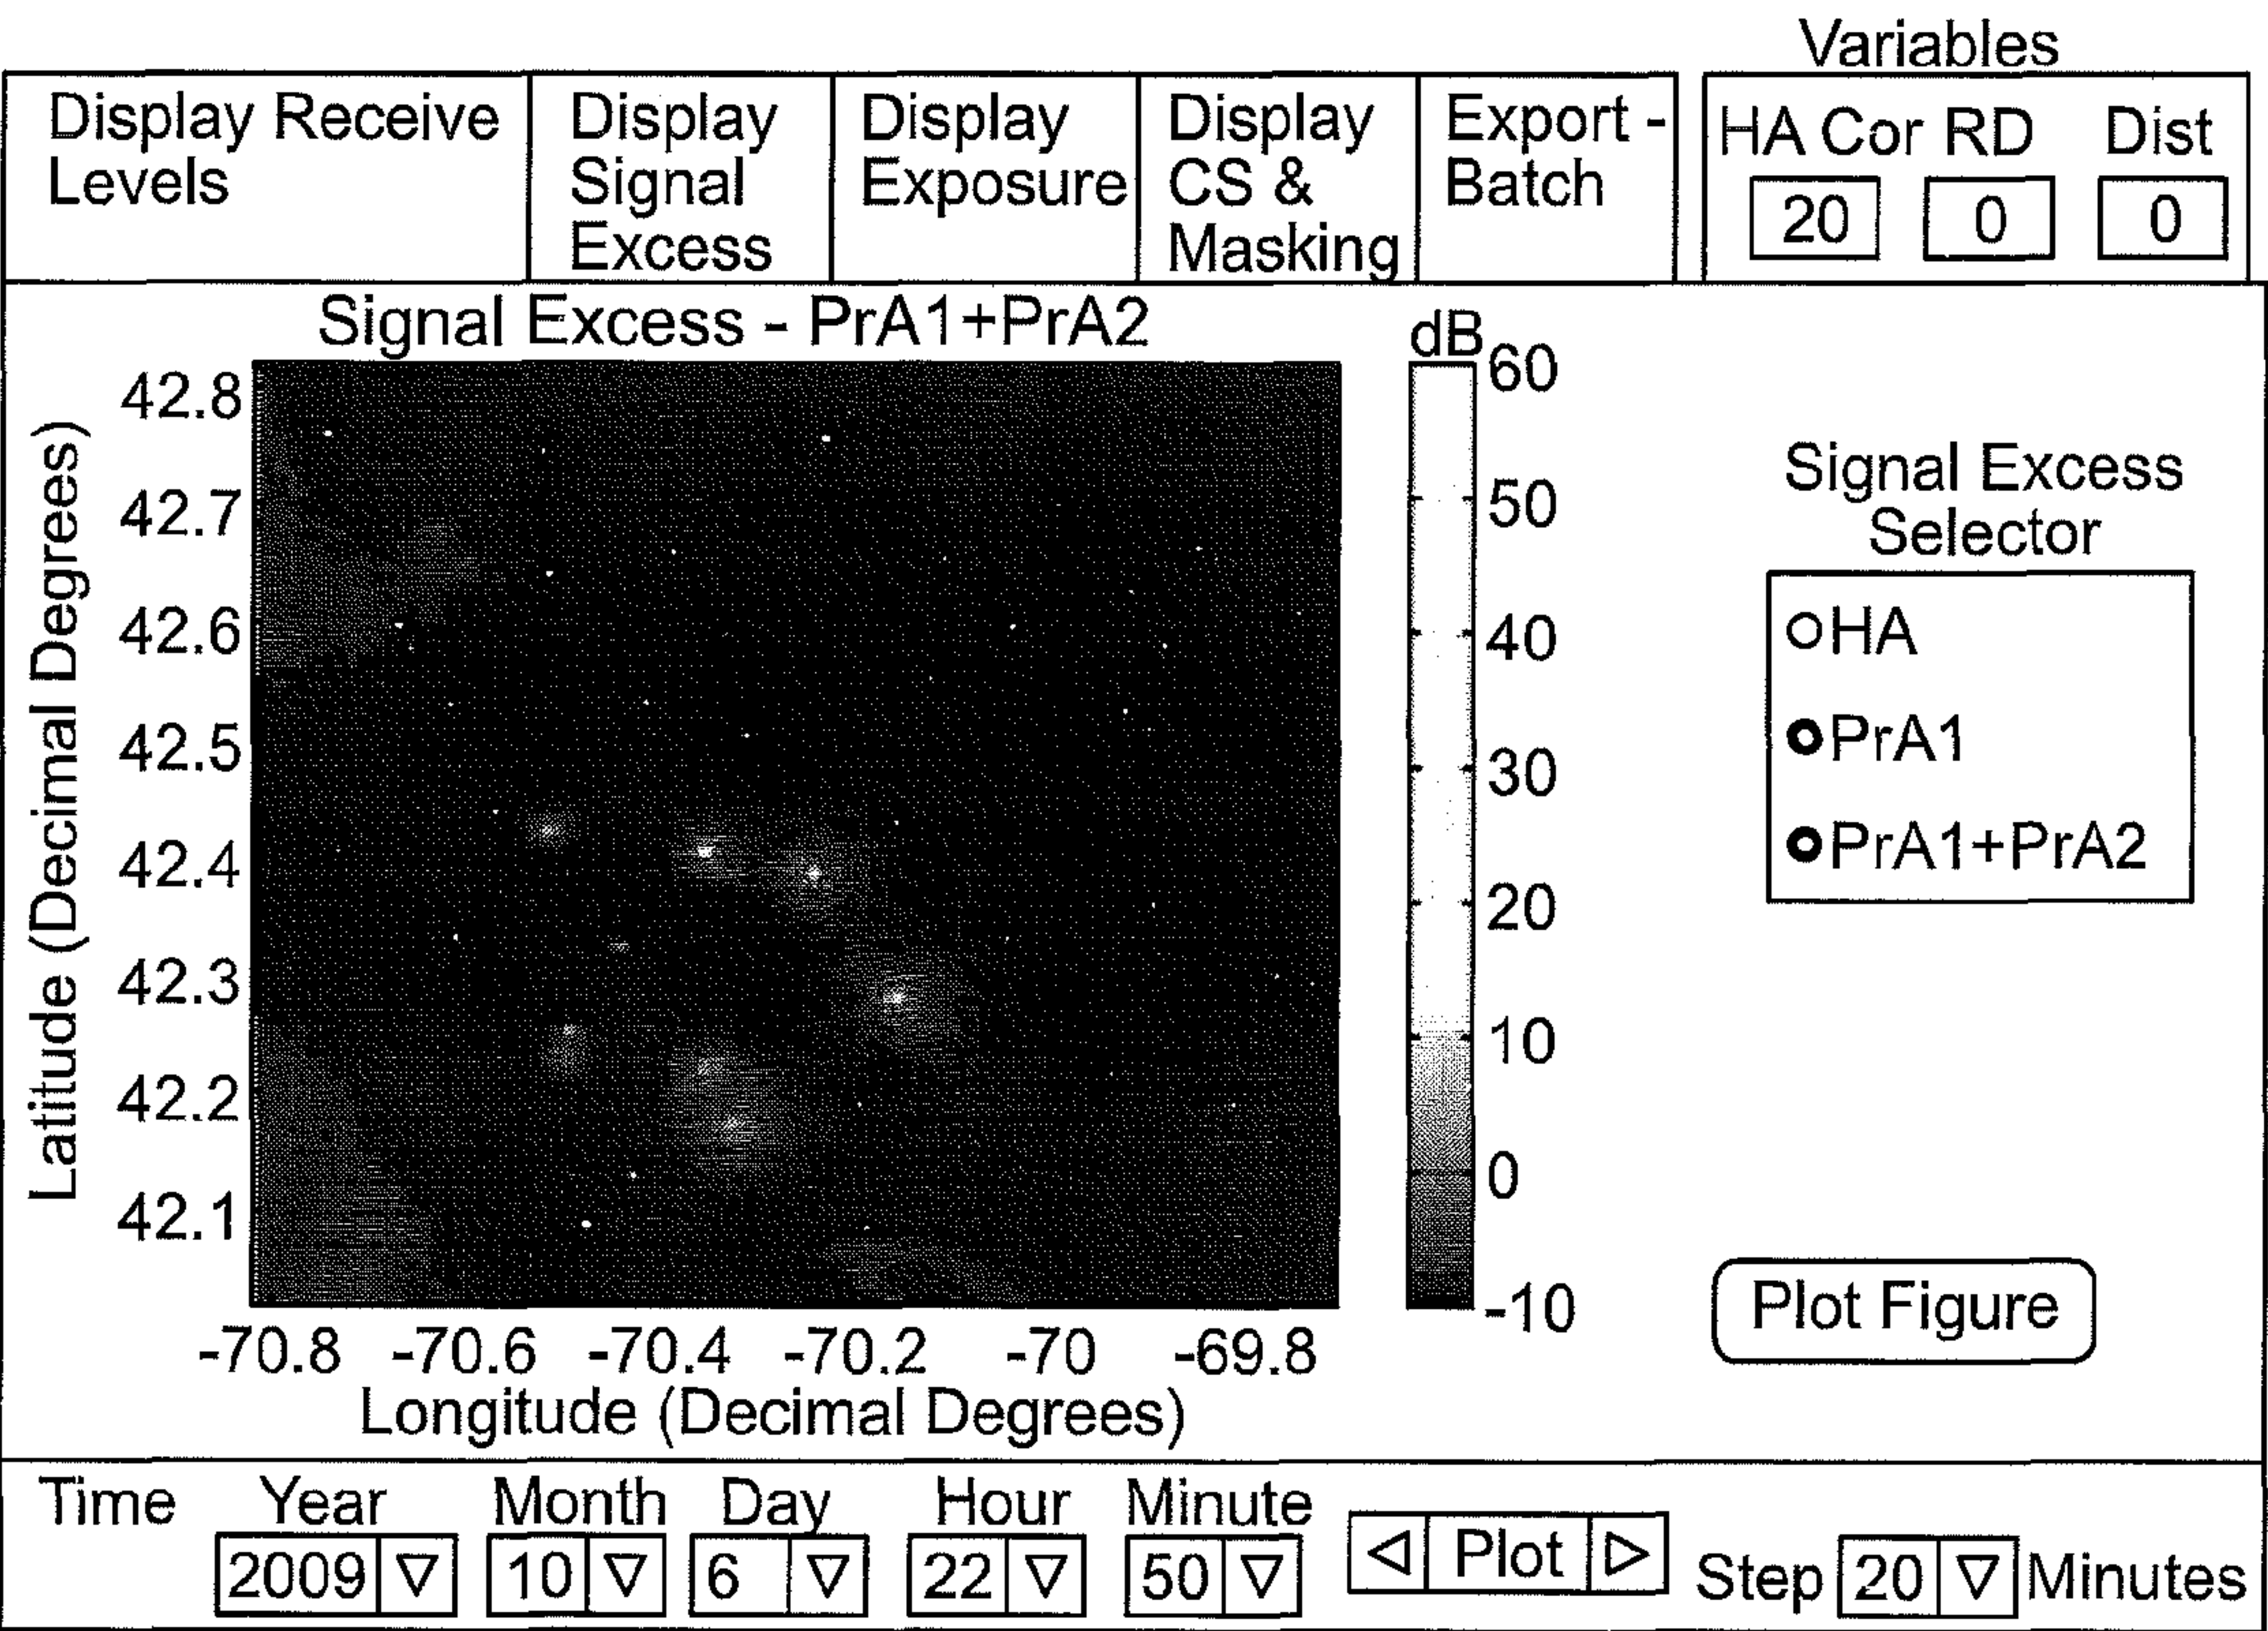 Variables
Display Receive Levels
Display Signal Excess
Display Exposure
Display CS & Masking
Export - Batch
HA Cor RD Dist
20 0 0
Signal Excess - PrA1+PrA2
dB
60
50
40
30
20
10
0
-10
Latitude (Decimal Degrees)
42.8
42.7
42.6
42.5
42.4
42.3
42.2
42.1
-70.8 -70.6 -70.4 -70.2 -70 -69.8
Longitude (Decimal Degrees)
Signal Excess
Selector
HA
PrA1
PrA1+PrA2
Plot Figure
Time Year Month Day Hour Minute
2009 10 6 22 50 Plot Step 20 Minutes